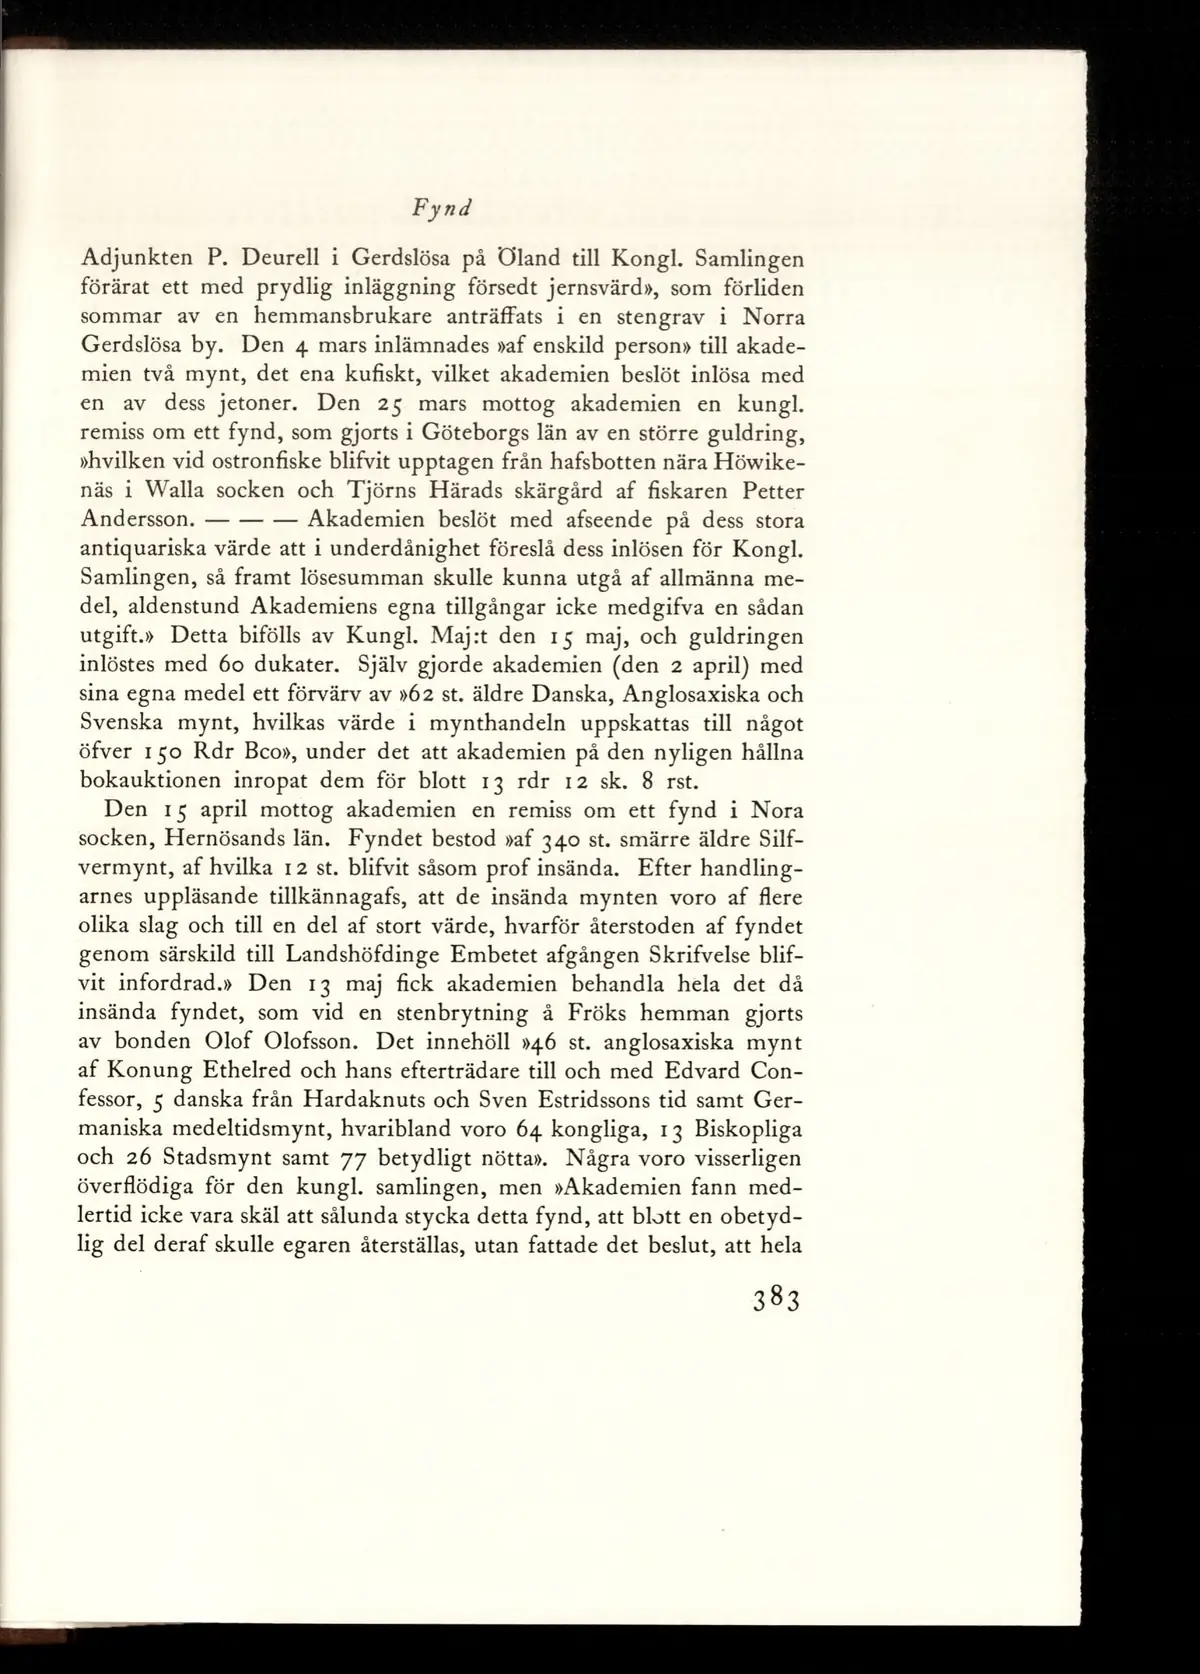 Fynd
Adjunkten P. Deurell i Gerdslösa på Öland till Kongl. Samlingen
förärat ett med prydlig inläggning försedt jernsvärd», som förliden
sommar av en hemmansbrukare anträffats i en stengrav i Norra
Gerdslösa by. Den 4 mars inlämnades »af enskild person» till akade-
mien två mynt, det ena kufiskt, vilket akademien beslöt inlösa med
en av dess jetoner. Den 25 mars mottog akademien en kungl.
remiss om ett fynd, som gjorts i Göteborgs län av en större guldring,
»hvilken vid ostronfiske blifvit upptagen från hafsbotten nära Höwike-
näs i Walla socken och Tjörns Härads skärgård af fiskaren Petter
Andersson. — — — Akademien beslöt med afseende på dess stora
antiquariska värde att i underdånighet föreslå dess inlösen för Kongl.
Samlingen, så framt lösesumman skulle kunna utgå af allmänna me-
del, aldenstund Akademiens egna tillgångar icke medgifva en sådan
utgift.» Detta bifölls av Kungl. Maj:t den 15 maj, och guldringen
inlöstes med 60 dukater. Själv gjorde akademien (den 2 april) med
sina egna medel ett förvärv av »62 st. äldre Danska, Anglosaxiska och
Svenska mynt, hvilkas värde i mynthandeln uppskattas till något
öfver 150 Rdr Bco», under det att akademien på den nyligen hållna
bokauktionen inropat dem för blott 13 rdr 12 sk. 8 rst.
Den 15 april mottog akademien en remiss om ett fynd i Nora
socken, Hernösands län. Fyndet bestod »af 340 st. smärre äldre Silf-
vermynt, af hvilka 12 st. blifvit såsom prof insända. Efter handling-
arnes uppläsande tillkännagafs, att de insända mynten voro af flere
olika slag och till en del af stort värde, hvarför återstoden af fyndet
genom särskild till Landshöfdinge Embetet afgången Skrifvelse blif-
vit infordrad.» Den 13 maj fick akademien behandla hela det då
insända fyndet, som vid en stenbrytning å Fröks hemman gjorts
av bonden Olof Olofsson. Det innehöll »46 st. anglosaxiska mynt
af Konung Ethelred och hans efterträdare till och med Edvard Con-
fessor, 5 danska från Hardaknuts och Sven Estridssons tid samt Ger-
maniska medeltidsmynt, hvaribland voro 64 kongliga, 13 Biskopliga
och 26 Stadsmynt samt 77 betydligt nötta». Några voro visserligen
överflödiga för den kungl. samlingen, men »Akademien fann med-
lertid icke vara skäl att sålunda stycka detta fynd, att blott en obetyd-
lig del deraf skulle egaren återställas, utan fattade det beslut, att hela
383